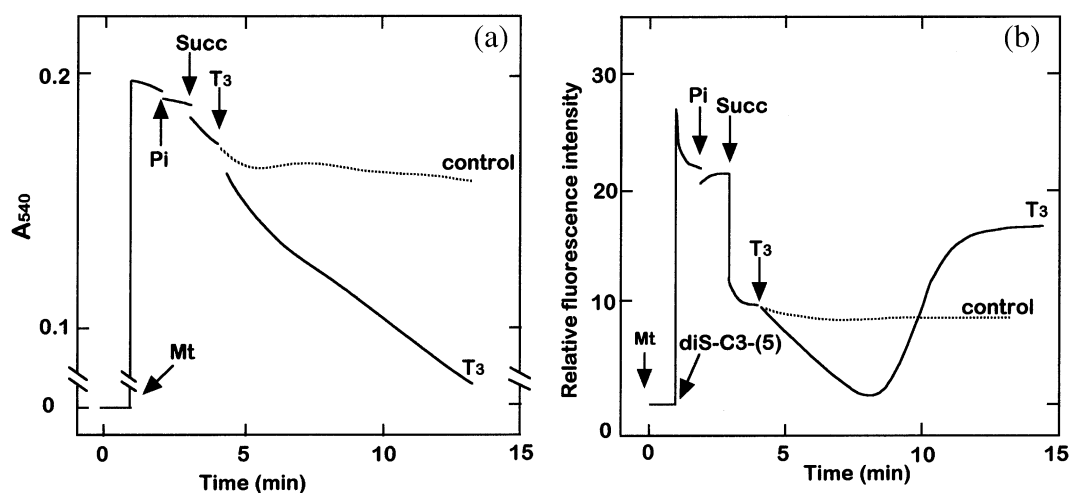 (a)
Succ
0.2
T3
Pi
control
A540
0.1
Mt
T3
0
0
5
10
15
Time (min)
(b)
30
Pi
Succ
20
T3
T3
Relative fluorescence intensity
10
control
Mt
diS-C3-(5)
0
0
5
10
15
Time (min)